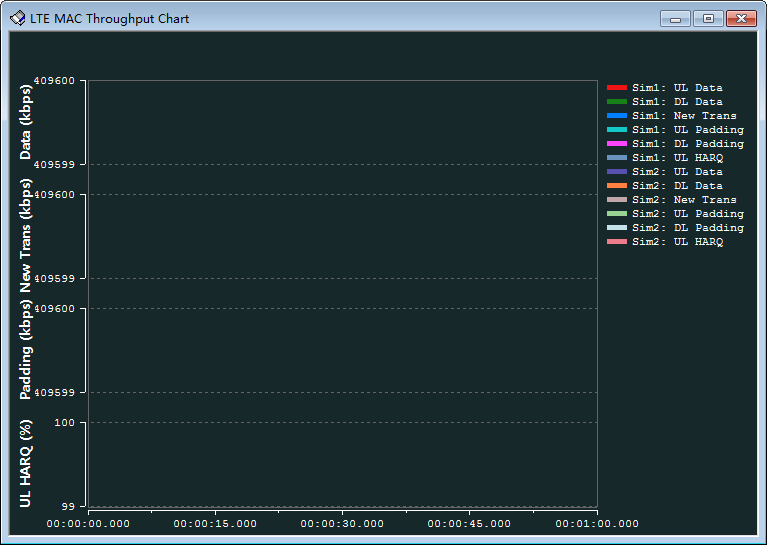 LTE MAC Throughput Chart
Data (kbps)
409600
409599
New Trans (kbps)
409600
409599
Padding (kbps)
409600
409599
UL HARQ (%)
100
99
00:00:00.000 00:00:15.000 00:00:30.000 00:00:45.000 00:01:00.000
Sim1: UL Data
Sim1: DL Data
Sim1: New Trans
Sim1: UL Padding
Sim1: DL Padding
Sim1: UL HARQ
Sim2: UL Data
Sim2: DL Data
Sim2: New Trans
Sim2: UL Padding
Sim2: DL Padding
Sim2: UL HARQ